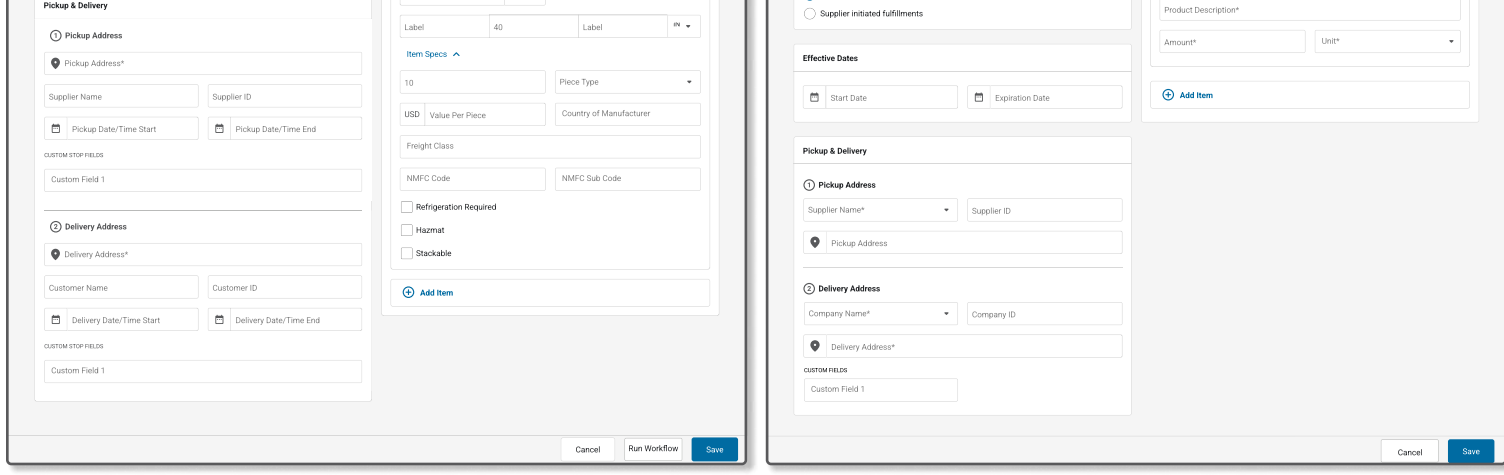 Pickup & Delivery
1 Pickup Address
Pickup Address*
Supplier Name
Supplier ID
Pickup Date/Time Start
Pickup Date/Time End
CUSTOM STOP FIELDS
Custom Field 1
2 Delivery Address
Delivery Address*
Customer Name
Customer ID
Delivery Date/Time Start
Delivery Date/Time End
CUSTOM STOP FIELDS
Custom Field 1
Label
40
Label
IN
Item Specs
10
Piece Type
USD
Value Per Piece
Country of Manufacturer
Freight Class
NMFC Code
NMFC Sub Code
Refrigeration Required
Hazmat
Stackable
Add Item
Cancel
Run Workflow
Save
Supplier initiated fulfillments
Effective Dates
Start Date
Expiration Date
Pickup & Delivery
1 Pickup Address
Supplier Name*
Supplier ID
Pickup Address
2 Delivery Address
Company Name*
Company ID
Delivery Address*
CUSTOM FIELDS
Custom Field 1
Product Description*
Amount*
Unit*
Add Item
Cancel
Save